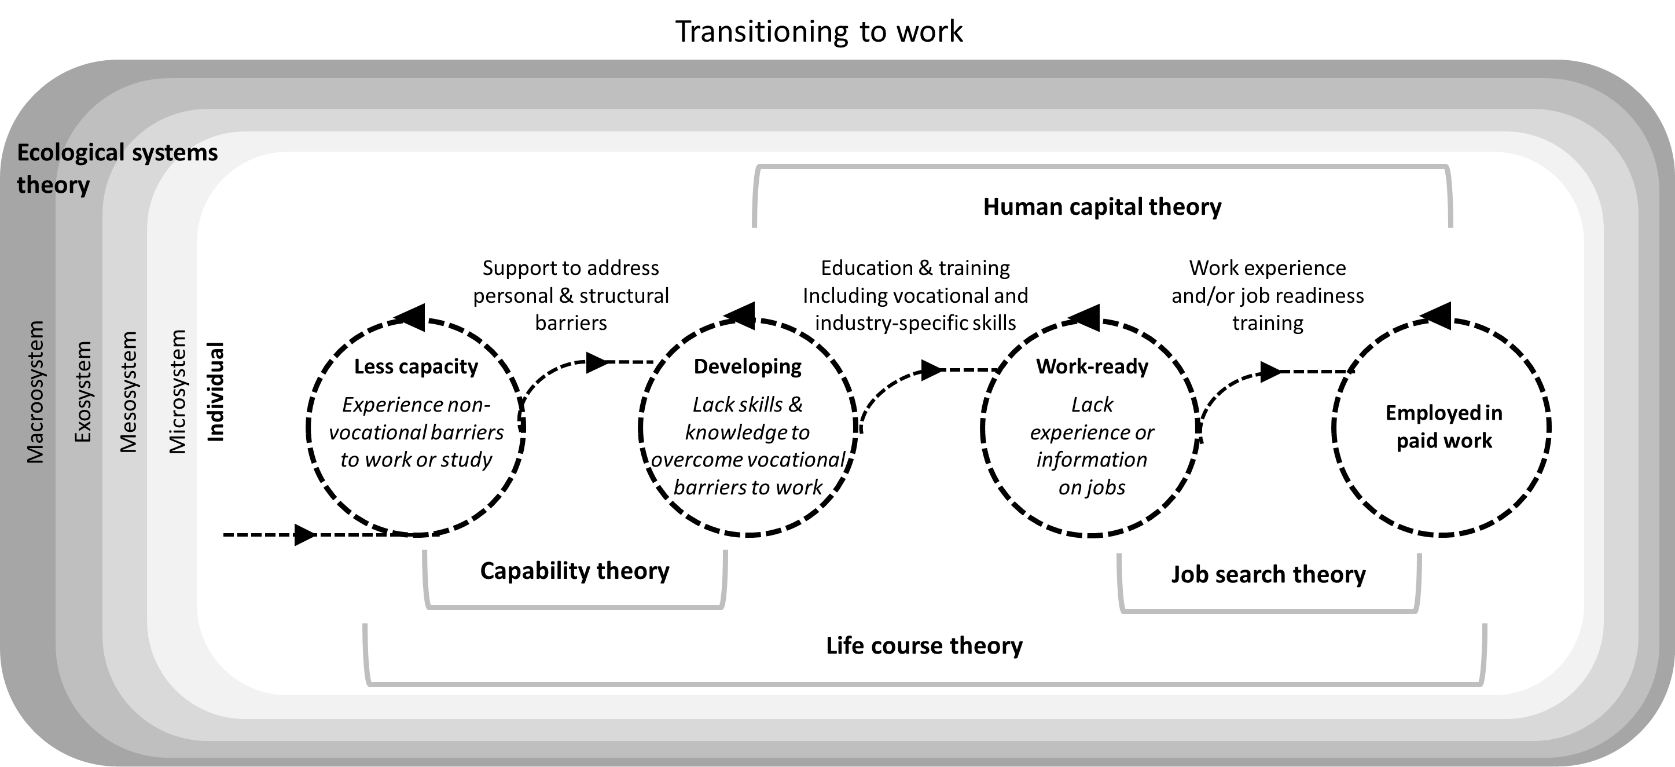 Transitioning to work
Ecological systems
theory
Human capital theory
Support to address
personal & structural
barriers
Education & training
Including vocational and
industry-specific skills
Work experience
and/or job readiness
training
Macroosystem
Exosystem
Mesosystem
Microsystem
Individual
Less capacity
Experience non-
vocational barriers
to work or study
Developing
Lack skills &
knowledge to
overcome vocational
barriers to work
Work-ready
Lack
experience or
information
on jobs
Employed in
paid work
Capability theory
Job search theory
Life course theory